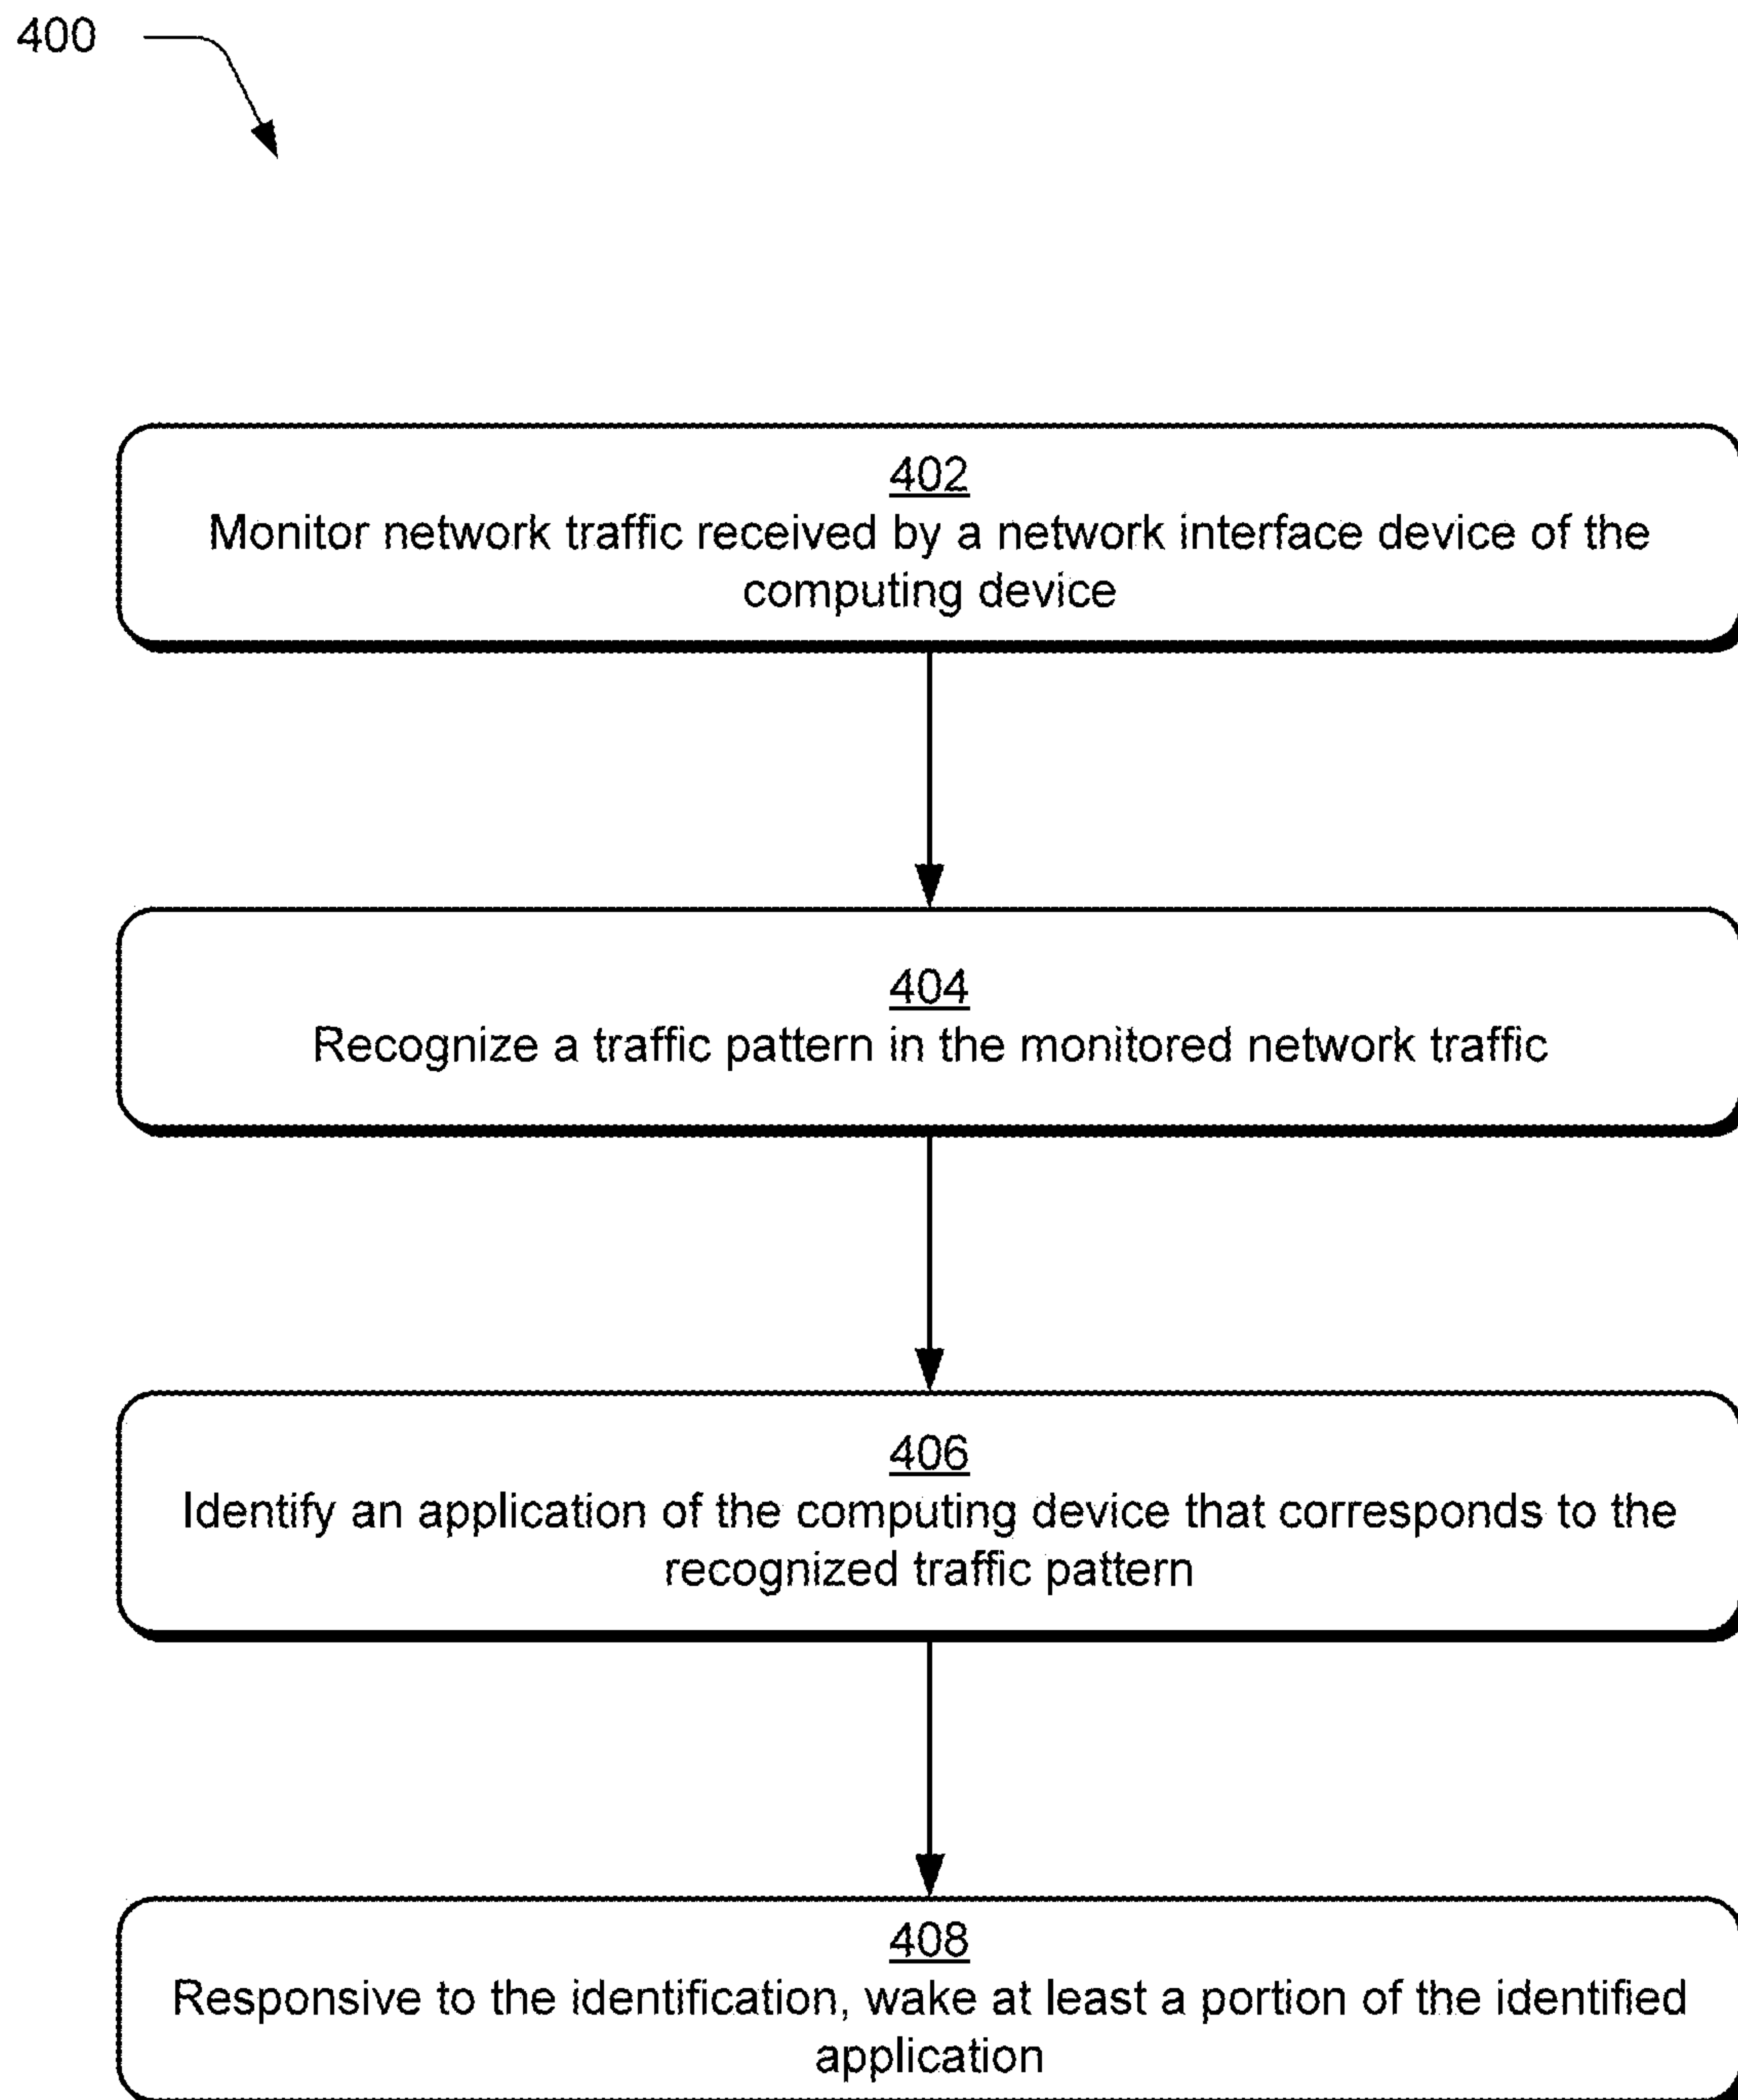 400
402
Monitor network traffic received by a network interface device of the
computing device
404
Recognize a traffic pattern in the monitored network traffic
406
Identify an application of the computing device that corresponds to the
recognized traffic pattern
408
Responsive to the identification, wake at least a portion of the identified
application